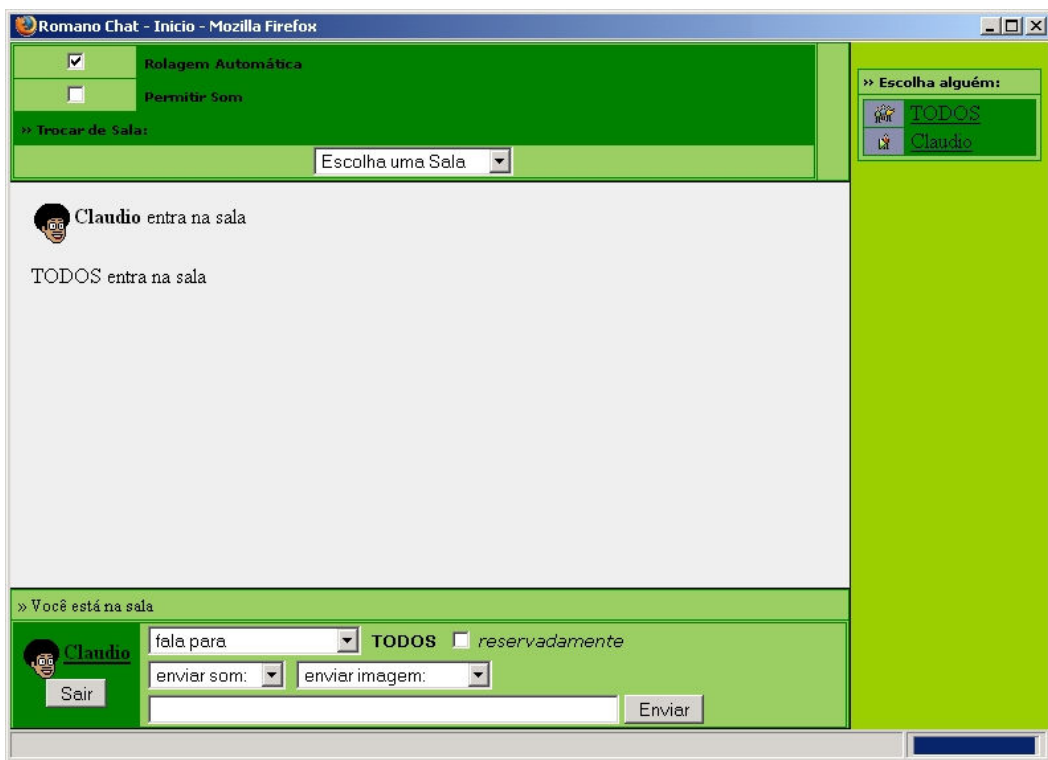 Romano Chat - Inicio - Mozilla Firefox
Rolagem Automática
Permitir Som
» Trocar de Sala:
Escolha uma Sala
» Escolha alguém:
TODOS
Claudio
Claudio entra na sala
TODOS entra na sala
» Você está na sala
Claudio
Sair
fala para TODOS reservadamente
enviar som: enviar imagem:
Enviar